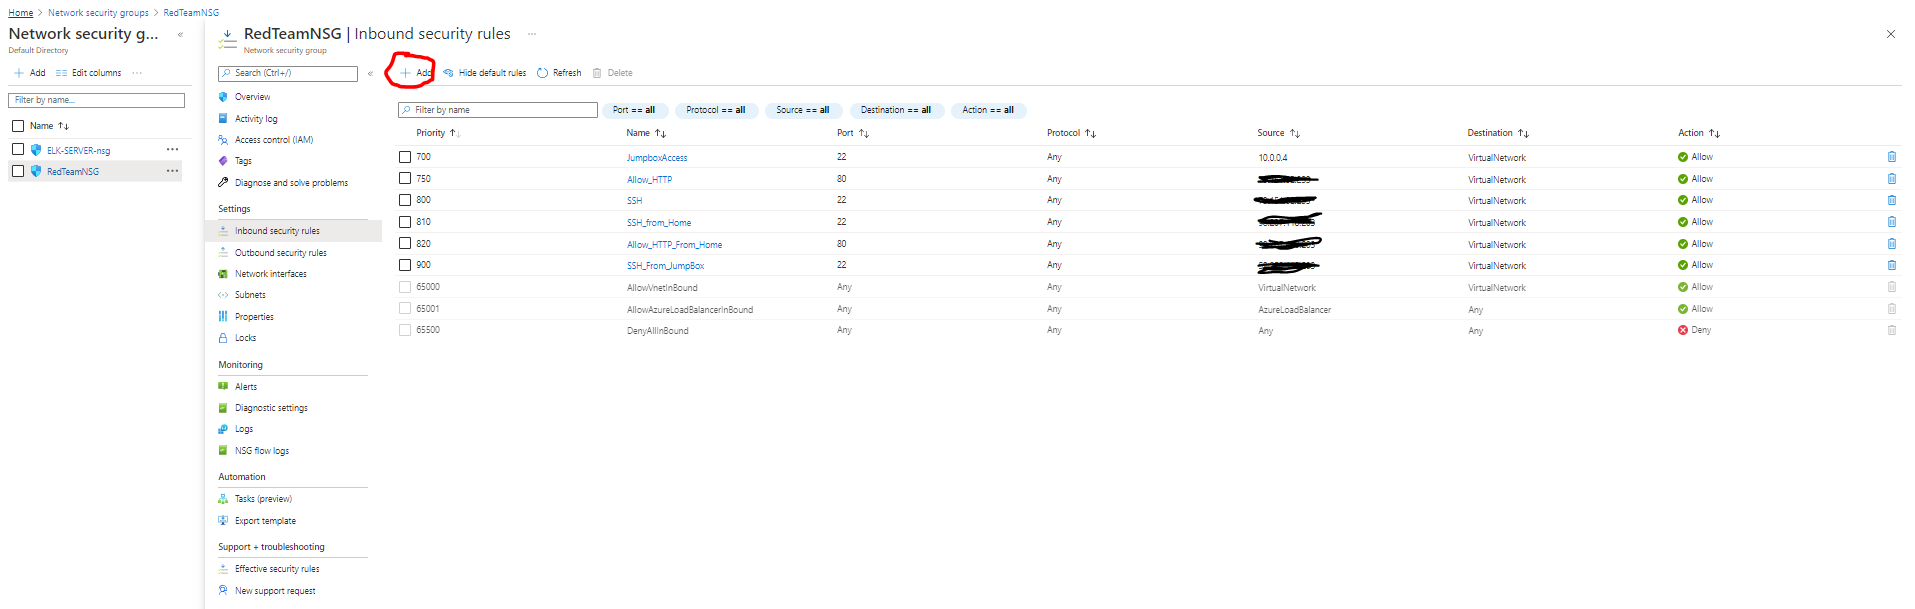 Home > Network security groups > RedTeamNSG
Network security g... «
Default Directory
+ Add Edit columns ...
Filter by name...
Name ↑↓
ELK-SERVER-nsg ...
RedTeamNSG ...
RedTeamNSG | Inbound security rules ...
Network security group
Search (Ctrl+/) «
Overview
Activity log
Access control (IAM)
Tags
Diagnose and solve problems
Settings
Inbound security rules
Outbound security rules
Network interfaces
Subnets
Properties
Locks
Monitoring
Alerts
Diagnostic settings
Logs
NSG flow logs
Automation
Tasks (preview)
Export template
Support + troubleshooting
Effective security rules
New support request
+ Add Hide default rules Refresh Delete
Filter by name Port == all Protocol == all Source == all Destination == all Action == all
Priority ↑↓ Name ↑↓ Port ↑↓ Protocol ↑↓ Source ↑↓ Destination ↑↓ Action ↑↓
700 JumpboxAccess 22 Any 10.0.0.4 VirtualNetwork Allow
750 Allow_HTTP 80 Any VirtualNetwork Allow
800 SSH 22 Any VirtualNetwork Allow
810 SSH_from_Home 22 Any VirtualNetwork Allow
820 Allow_HTTP_From_Home 80 Any VirtualNetwork Allow
900 SSH_From_JumpBox 22 Any VirtualNetwork Allow
65000 AllowVnetInBound Any Any VirtualNetwork VirtualNetwork Allow
65001 AllowAzureLoadBalancerInBound Any Any AzureLoadBalancer Any Allow
65500 DenyAllInBound Any Any Any Any Deny